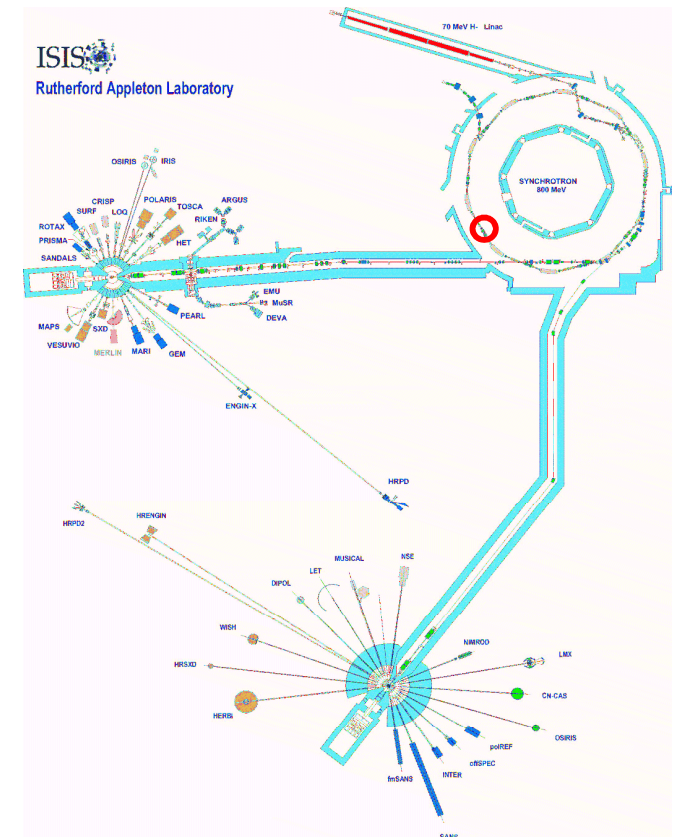 70 MeV H- Linac
ISIS
Rutherford Appleton Laboratory
OSIRIS
IRIS
SYNCHROTRON
800 MeV
CRISP
SURF
LOQ
POLARIS
TOSCA
ARGUS
RIKEN
ROTAX
PRISMA
HET
SANDALS
EMU
MuSR
DEVA
PEARL
MAPS
SXD
VESUVIO
MERLIN
MARI
GEM
ENGIN-X
HRPD
HRPD2
HRENGIN
MUSICAL
NSE
LET
DIPOL
WISH
NIMROD
LMX
HRSXD
CN-CAS
HERBi
OSIRIS
polREF
offSPEC
INTER
fmSANS
SANS